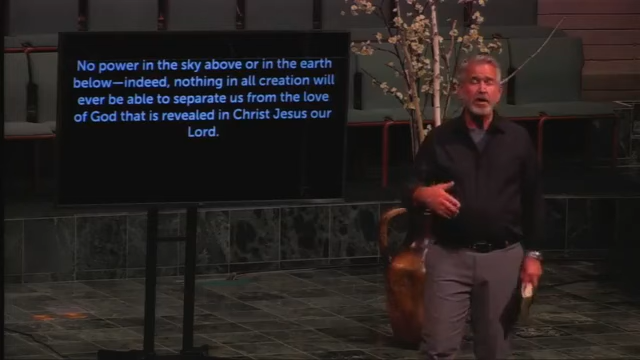 No power in the sky above or in the earth
below—indeed, nothing in all creation will
ever be able to separate us from the love
of God that is revealed in Christ Jesus our
Lord.